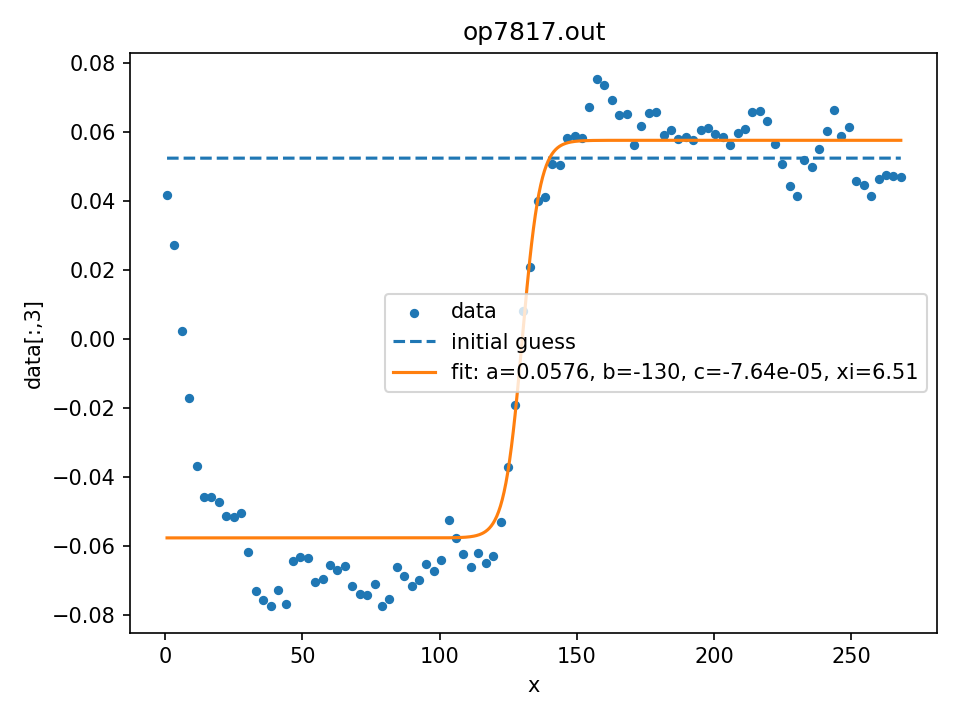 op7817.out
0.08
0.06
0.04
0.02
0.00
−0.02
−0.04
−0.06
−0.08
data[:,3]
data
initial guess
fit: a=0.0576, b=-130, c=-7.64e-05, xi=6.51
0 50 100 150 200 250
x